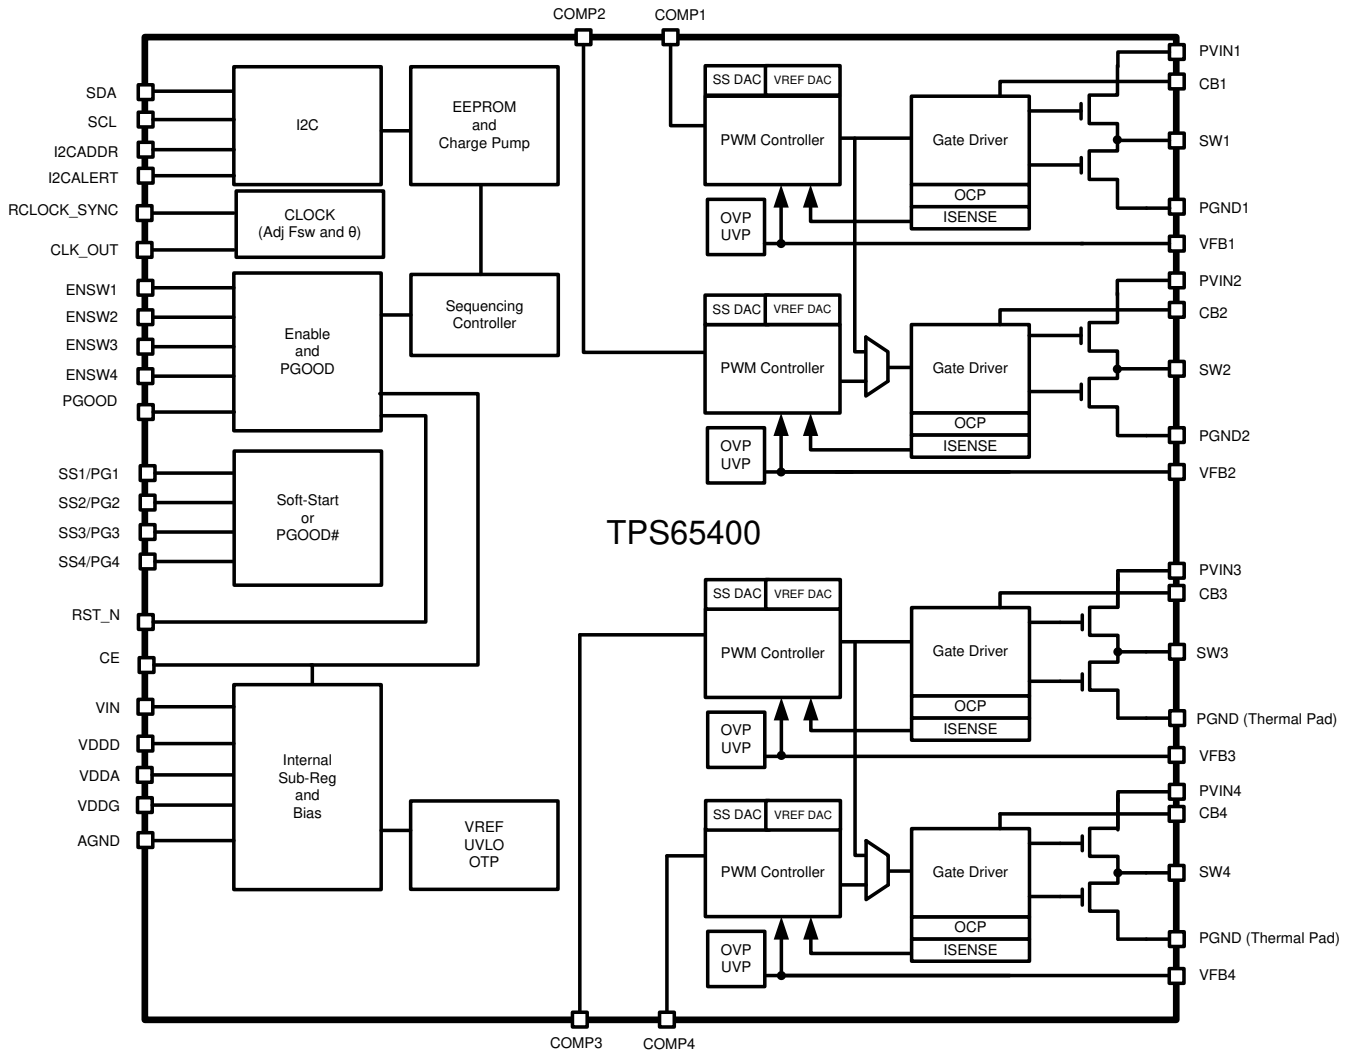 COMP2
COMP1
SDA
SCL
I2CADDR
I2CALERT
RCLOCK_SYNC
CLK_OUT
ENSW1
ENSW2
ENSW3
ENSW4
PGOOD
SS1/PG1
SS2/PG2
SS3/PG3
SS4/PG4
RST_N
CE
VIN
VDDD
VDDA
VDDG
AGND
I2C
EEPROM
and
Charge Pump
CLOCK
(Adj Fsw and θ)
Enable
and
PGOOD
Sequencing
Controller
Soft-Start
or
PGOOD#
Internal
Sub-Reg
and
Bias
VREF
UVLO
OTP
TPS65400
SS DAC
VREF DAC
PWM Controller
OVP
UVP
Gate Driver
OCP
ISENSE
PVIN1
CB1
SW1
PGND1
VFB1
SS DAC
VREF DAC
PWM Controller
OVP
UVP
Gate Driver
OCP
ISENSE
PVIN2
CB2
SW2
PGND2
VFB2
SS DAC
VREF DAC
PWM Controller
OVP
UVP
Gate Driver
OCP
ISENSE
PVIN3
CB3
SW3
PGND (Thermal Pad)
VFB3
SS DAC
VREF DAC
PWM Controller
OVP
UVP
Gate Driver
OCP
ISENSE
PVIN4
CB4
SW4
PGND (Thermal Pad)
VFB4
COMP3
COMP4